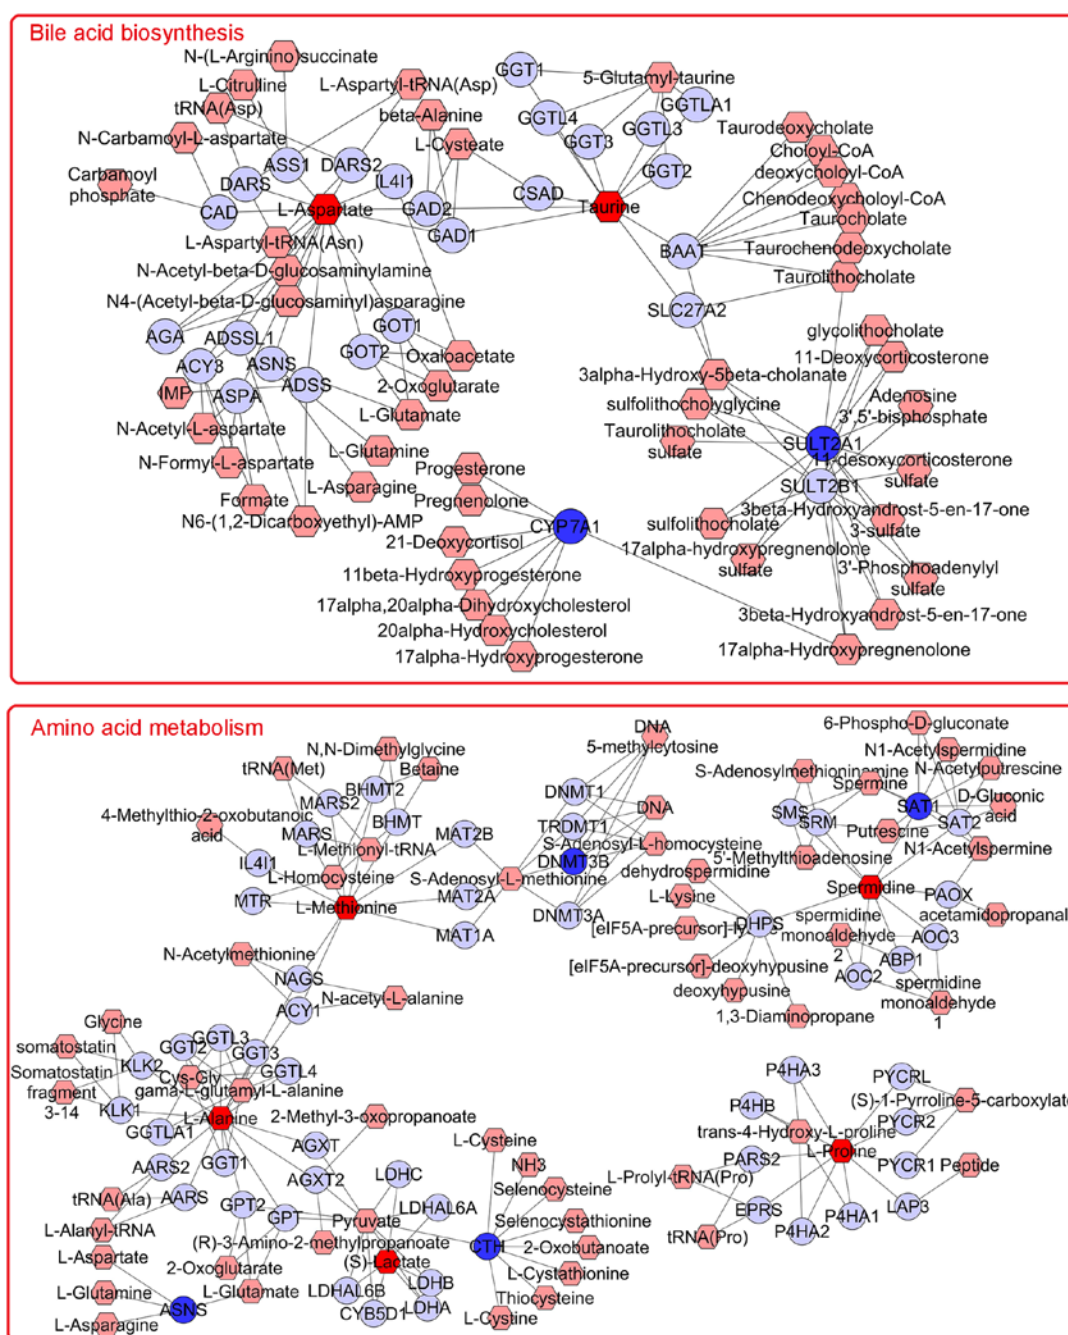 Bile acid biosynthesis
N-(L-Arginino)succinate
L-Citrulline
L-Aspartyl-tRNA(Asp)
tRNA(Asp)
beta-Alanine
N-Carbamoyl-L-aspartate
L-Cysteate
Carbamoyl
phosphate
ASS1
DARS2
IL4I1
DARS
CAD
L-Aspartate
GAD2
GAD1
CSAD
Taurine
GGT1
5-Glutamyl-taurine
GGTLA1
GGTL4
GGTL3
GGT3
GGT2
Taurodeoxycholate
Choloyl-CoA
deoxycholoyl-CoA
Chenodeoxycholoyl-CoA
Taurocholate
BAAT
Taurochenodeoxycholate
Taurolithocholate
SLC27A2
L-Aspartyl-tRNA(Asn)
N-Acetyl-beta-D-glucosaminylamine
N4-(Acetyl-beta-D-glucosaminyl)asparagine
AGA
ADSSL1
GOT1
GOT2
ACY3
ASNS
ADSS
ASPA
Oxaloacetate
2-Oxoglutarate
L-Glutamate
IMP
N-Acetyl-L-aspartate
L-Glutamine
N-Formyl-L-aspartate
L-Asparagine
Formate
N6-(1,2-Dicarboxyethyl)-AMP
glycolithocholate
11-Deoxycorticosterone
3alpha-Hydroxy-5beta-cholanate
sulfolithocholylglycine
Adenosine
3',5'-bisphosphate
Taurolithocholate
sulfate
SULT2A1
11-desoxycorticosterone
sulfate
SULT2B1
3beta-Hydroxyandrost-5-en-17-one
3-sulfate
sulfolithocholate
17alpha-hydroxypregnenolone
sulfate
3'-Phosphoadenylyl
sulfate
3beta-Hydroxyandrost-5-en-17-one
17alpha-Hydroxypregnenolone
Progesterone
Pregnenolone
CYP7A1
21-Deoxycortisol
11beta-Hydroxyprogesterone
17alpha,20alpha-Dihydroxycholesterol
20alpha-Hydroxycholesterol
17alpha-Hydroxyprogesterone
Amino acid metabolism
N,N-Dimethylglycine
tRNA(Met)
Betaine
BHMT2
MARS2
4-Methylthio-2-oxobutanoic
acid
MARS
BHMT
MAT2B
L-Methionyl-tRNA
IL4I1
L-Homocysteine
S-Adenosyl-L-methionine
MTR
L-Methionine
MAT2A
MAT1A
DNA
5-methylcytosine
DNMT1
DNA
TRDMT1
S-Adenosyl-L-homocysteine
DNMT3B
DNMT3A
6-Phospho-D-gluconate
N1-Acetylspermidine
S-Adenosylmethioninamine
N-Acetylputrescine
Spermine
SAT1
D-Gluconic
acid
SMS
SRM
SAT2
Putrescine
N1-Acetylspermine
5'-Methylthioadenosine
dehydrospermidine
Spermidine
L-Lysine
PAOX
acetamidopropanal
DHPS
spermidine
monoaldehyde
2
AOC3
ABP1
AOC2
spermidine
monoaldehyde
1
[eIF5A-precursor]-deoxyhypusine
deoxyhypusine
1,3-Diaminopropane
N-Acetylmethionine
NAGS
N-acetyl-L-alanine
ACY1
Glycine
somatostatin
KLK2
GGT2
GGTL3
GGT3
Somatostatin
fragment
3-14
Cys-Gly
GGTL4
gama-L-glutamyl-L-alanine
KLK1
L-Alanine
GGTLA1
2-Methyl-3-oxopropanoate
AGXT
GGT1
AARS2
AGXT2
tRNA(Ala)
AARS
GPT2
GPT
L-Alanyl-tRNA
LDHC
LDHAL6A
Pyruvate
(R)-3-Amino-2-methylpropanoate
(S)-Lactate
L-Aspartate
2-Oxoglutarate
L-Glutamine
L-Glutamate
ASNS
L-Asparagine
LDHAL6B
LDHB
CYB5D1
LDHA
L-Cysteine
NH3
Selenocysteine
Selenocystathionine
CTH
2-Oxobutanoate
L-Cystathionine
Thiocysteine
L-Cystine
P4HA3
PYCRL
P4HB
(S)-1-Pyrroline-5-carboxylate
trans-4-Hydroxy-L-proline
PYCR2
L-Proline
PARS2
PYCR1
Peptide
L-Prolyl-tRNA(Pro)
EPRS
LAP3
P4HA1
P4HA2
tRNA(Pro)